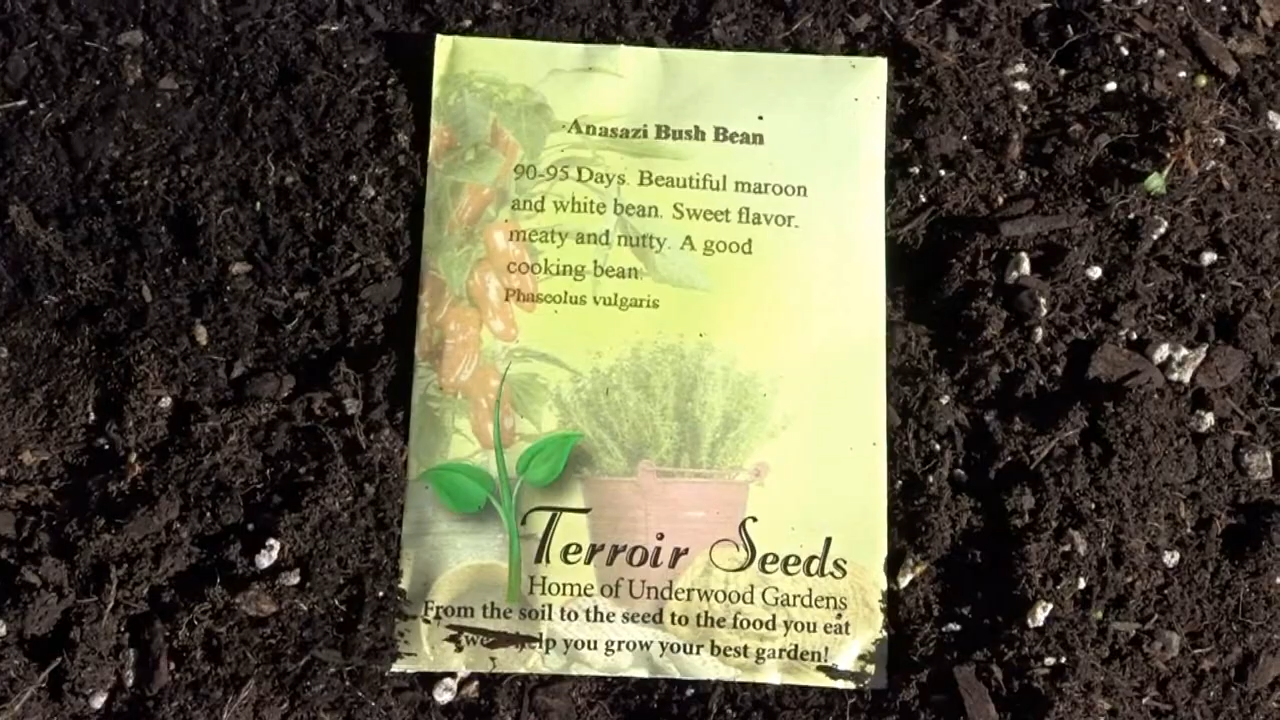 Anasazi Bush Bean
90-95 Days. Beautiful maroon
and white bean. Sweet flavor.
meaty and nutty. A good
cooking bean.
Phaseolus vulgaris
Terroir Seeds
Home of Underwood Gardens
From the soil to the seed to the food you eat
you grow your best garden!